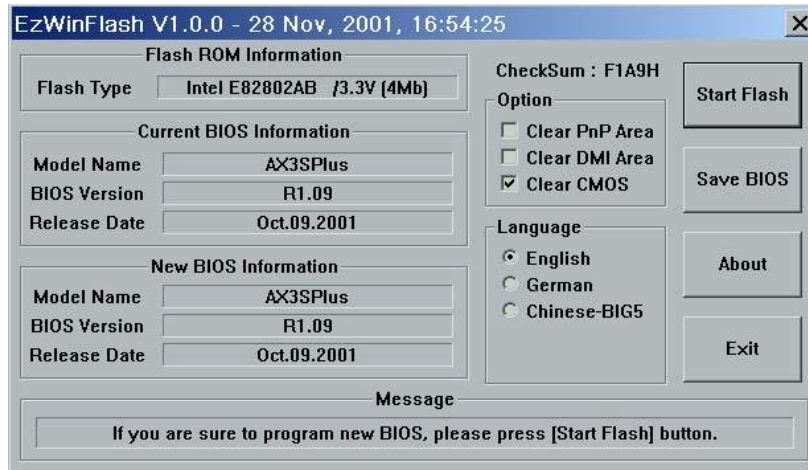 EzWinFlash V1.0.0 - 28 Nov, 2001, 16:54:25
Flash ROM Information
Flash Type Intel E82802AB /3.3V (4Mb)
Current BIOS Information
Model Name AX3SPlus
BIOS Version R1.09
Release Date Oct.09.2001
New BIOS Information
Model Name AX3SPlus
BIOS Version R1.09
Release Date Oct.09.2001
CheckSum : F1A9H
Option
Clear PnP Area
Clear DMI Area
Clear CMOS
Language
English
German
Chinese-BIG5
Start Flash
Save BIOS
About
Exit
Message
If you are sure to program new BIOS, please press [Start Flash] button.